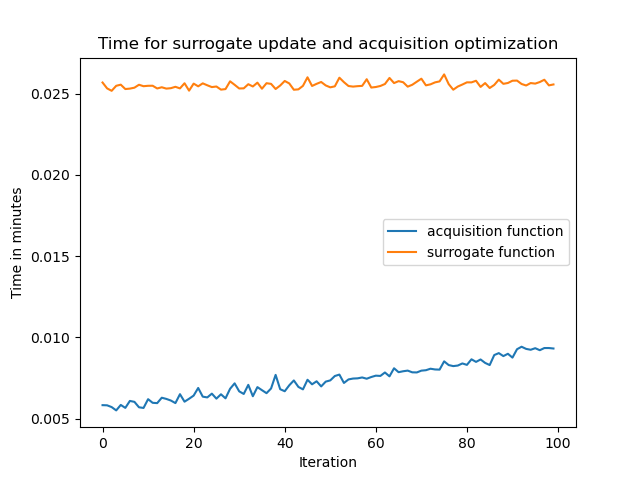 Time for surrogate update and acquisition optimization
0.025
0.020
0.015
0.010
0.005
Time in minutes
acquisition function
surrogate function
0 20 40 60 80 100
Iteration